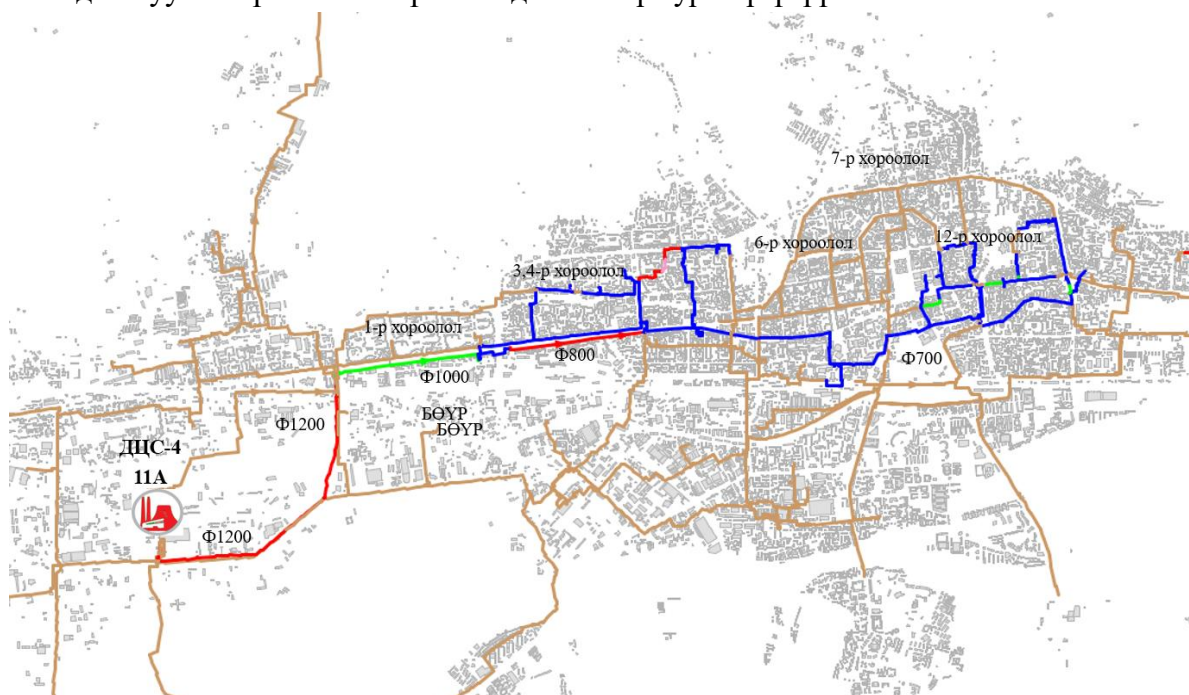 7-р хороолол
6-р хороолол
12-р хороолол
3,4-р хороолол
1-р хороолол
Ф800
Ф700
Ф1000
БӨҮР
БӨҮР
Ф1200
ДЦС-4
11А
Ф1200